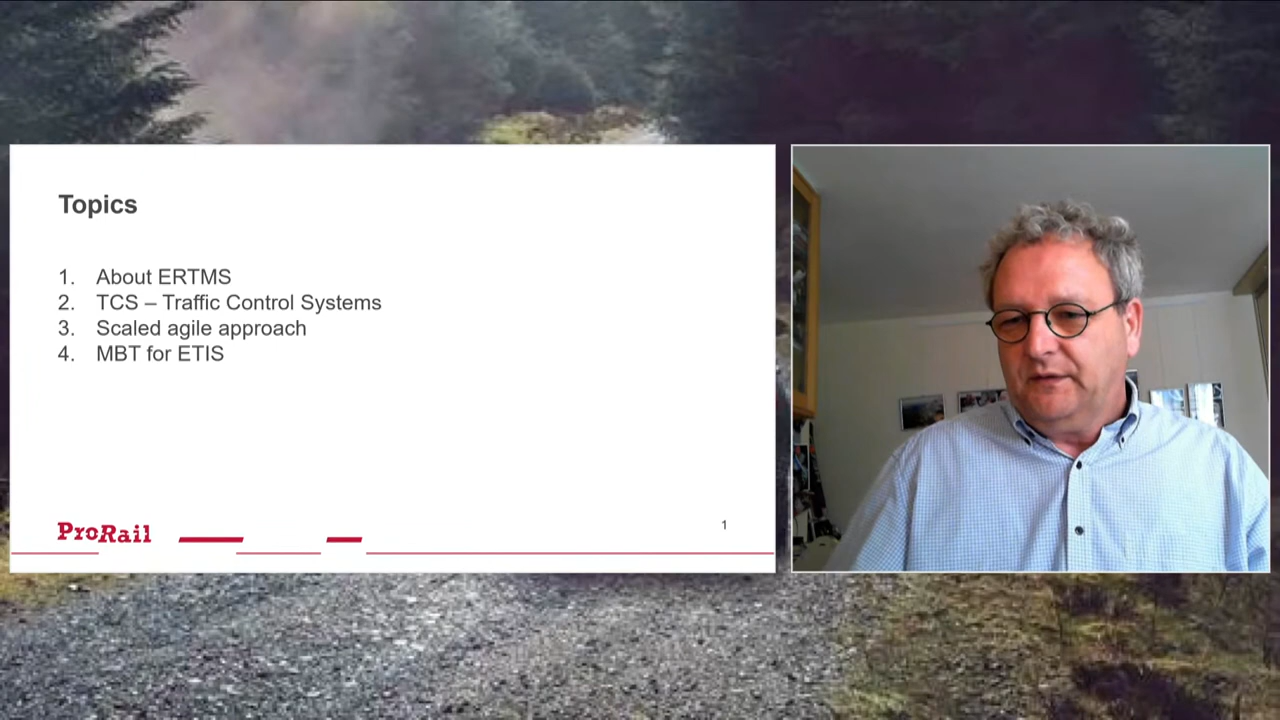 Topics
1. About ERTMS
2. TCS – Traffic Control Systems
3. Scaled agile approach
4. MBT for ETIS
ProRail
1